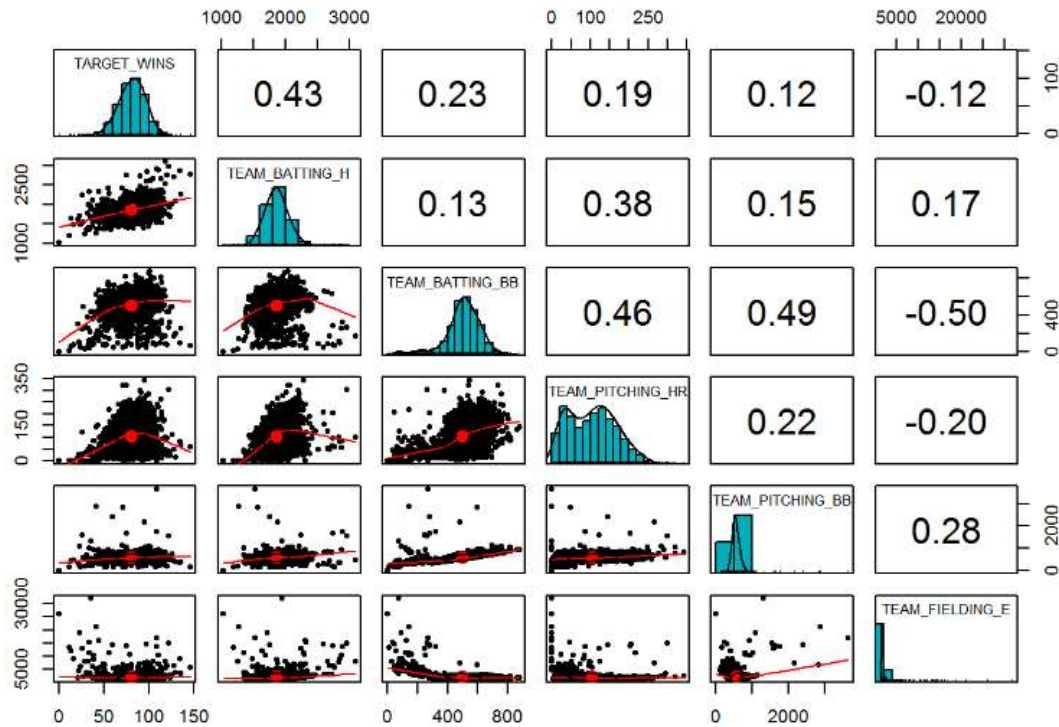 1000 2000 3000
0 100 250
5000 20000
TARGET_WINS
0.43
0.23
0.19
0.12
-0.12
0 100
1000 2500
TEAM_BATTING_H
0.13
0.38
0.15
0.17
TEAM_BATTING_BB
0.46
0.49
-0.50
0 400
0 150 350
TEAM_PITCHING_HR
0.22
-0.20
TEAM_PITCHING_BB
0.28
0 2000
5000 30000
TEAM_FIELDING_E
0 50 100 150
0 400 800
0 2000